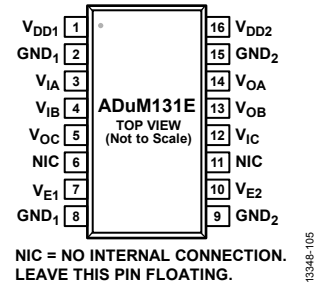 VDD1 1 16 VDD2
GND1 2 15 GND2
VIA 3 14 VOA
VIB 4 ADuM131E 13 VOB
TOP VIEW
(Not to Scale)
VOC 5 12 VIC
NIC 6 11 NIC
VE1 7 10 VE2
GND1 8 9 GND2
NIC = NO INTERNAL CONNECTION.
LEAVE THIS PIN FLOATING.
13348-105